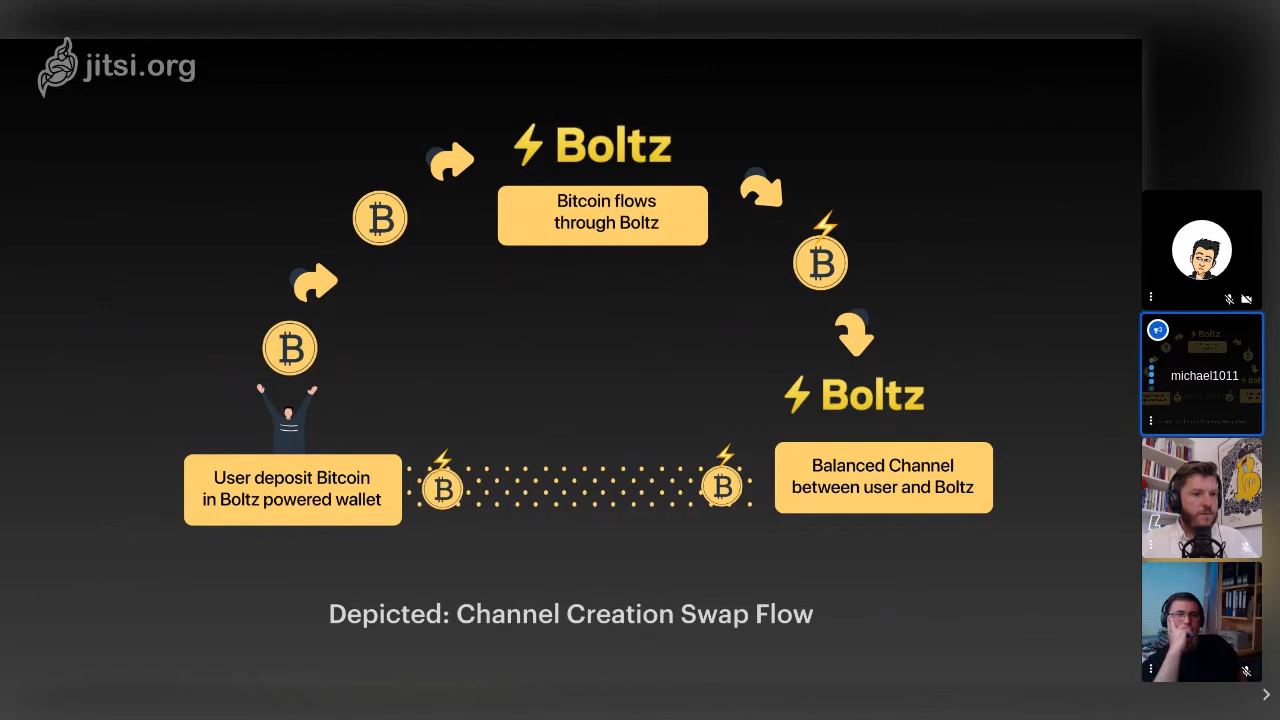 jitsi.org
Boltz
Bitcoin flows
through Boltz
Boltz
User deposit Bitcoin
in Boltz powered wallet
Balanced Channel
between user and Boltz
Depicted: Channel Creation Swap Flow
michael1011